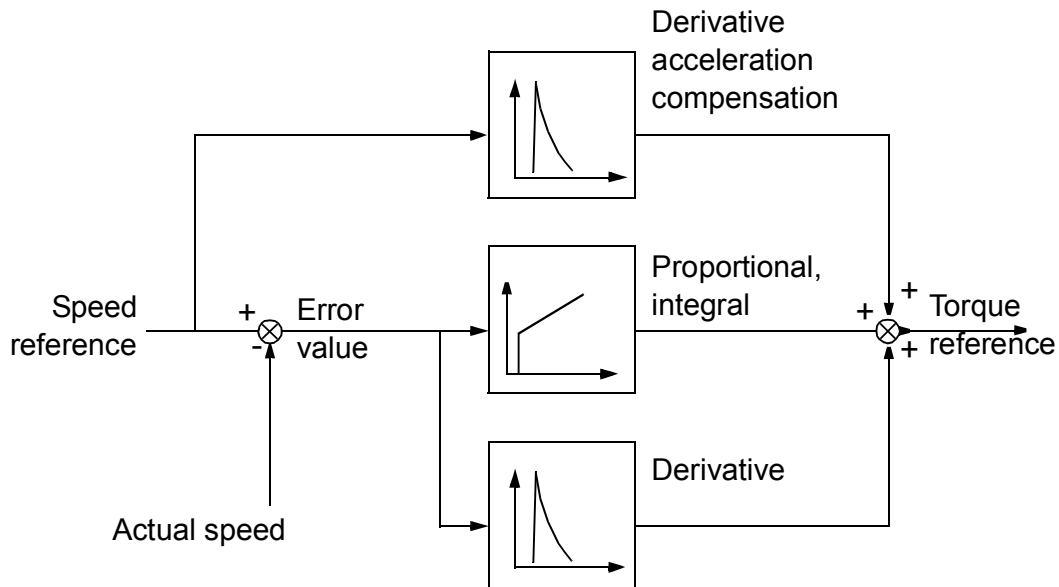 Derivative
acceleration
compensation
Proportional,
integral
Speed
reference
+
-
Error
value
+
+
+
Torque
reference
Derivative
Actual speed